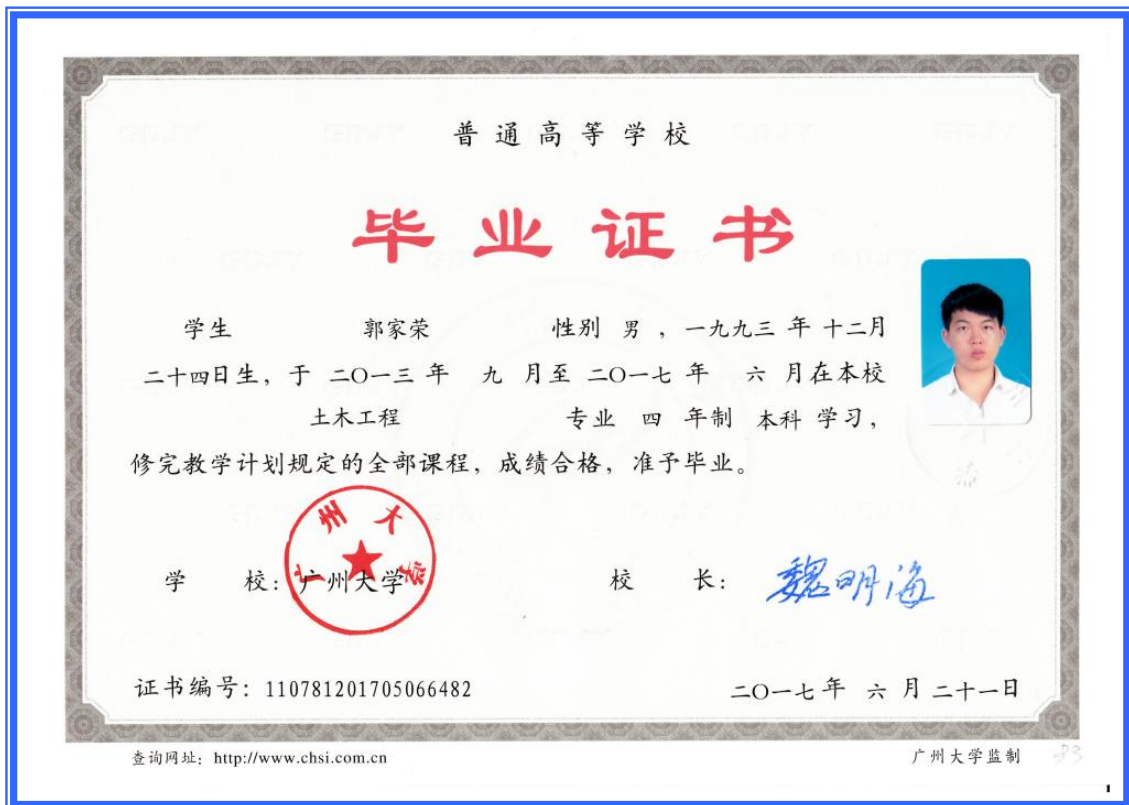 普通高等学校
毕业证书
学生 郭家荣 性别 男 ，一九九三 年 十二月
二十四日生，于 二〇一三 年 九 月至 二〇一七 年 六 月在本校
土木工程 专业 四 年制 本科 学习，
修完教学计划规定的全部课程，成绩合格，准予毕业。
广州大学
学 校：广州大学 校 长：魏明海
证书编号：110781201705066482 二〇一七 年 六 月 二十一日
查询网址：http://www.chsi.com.cn 广州大学监制 83